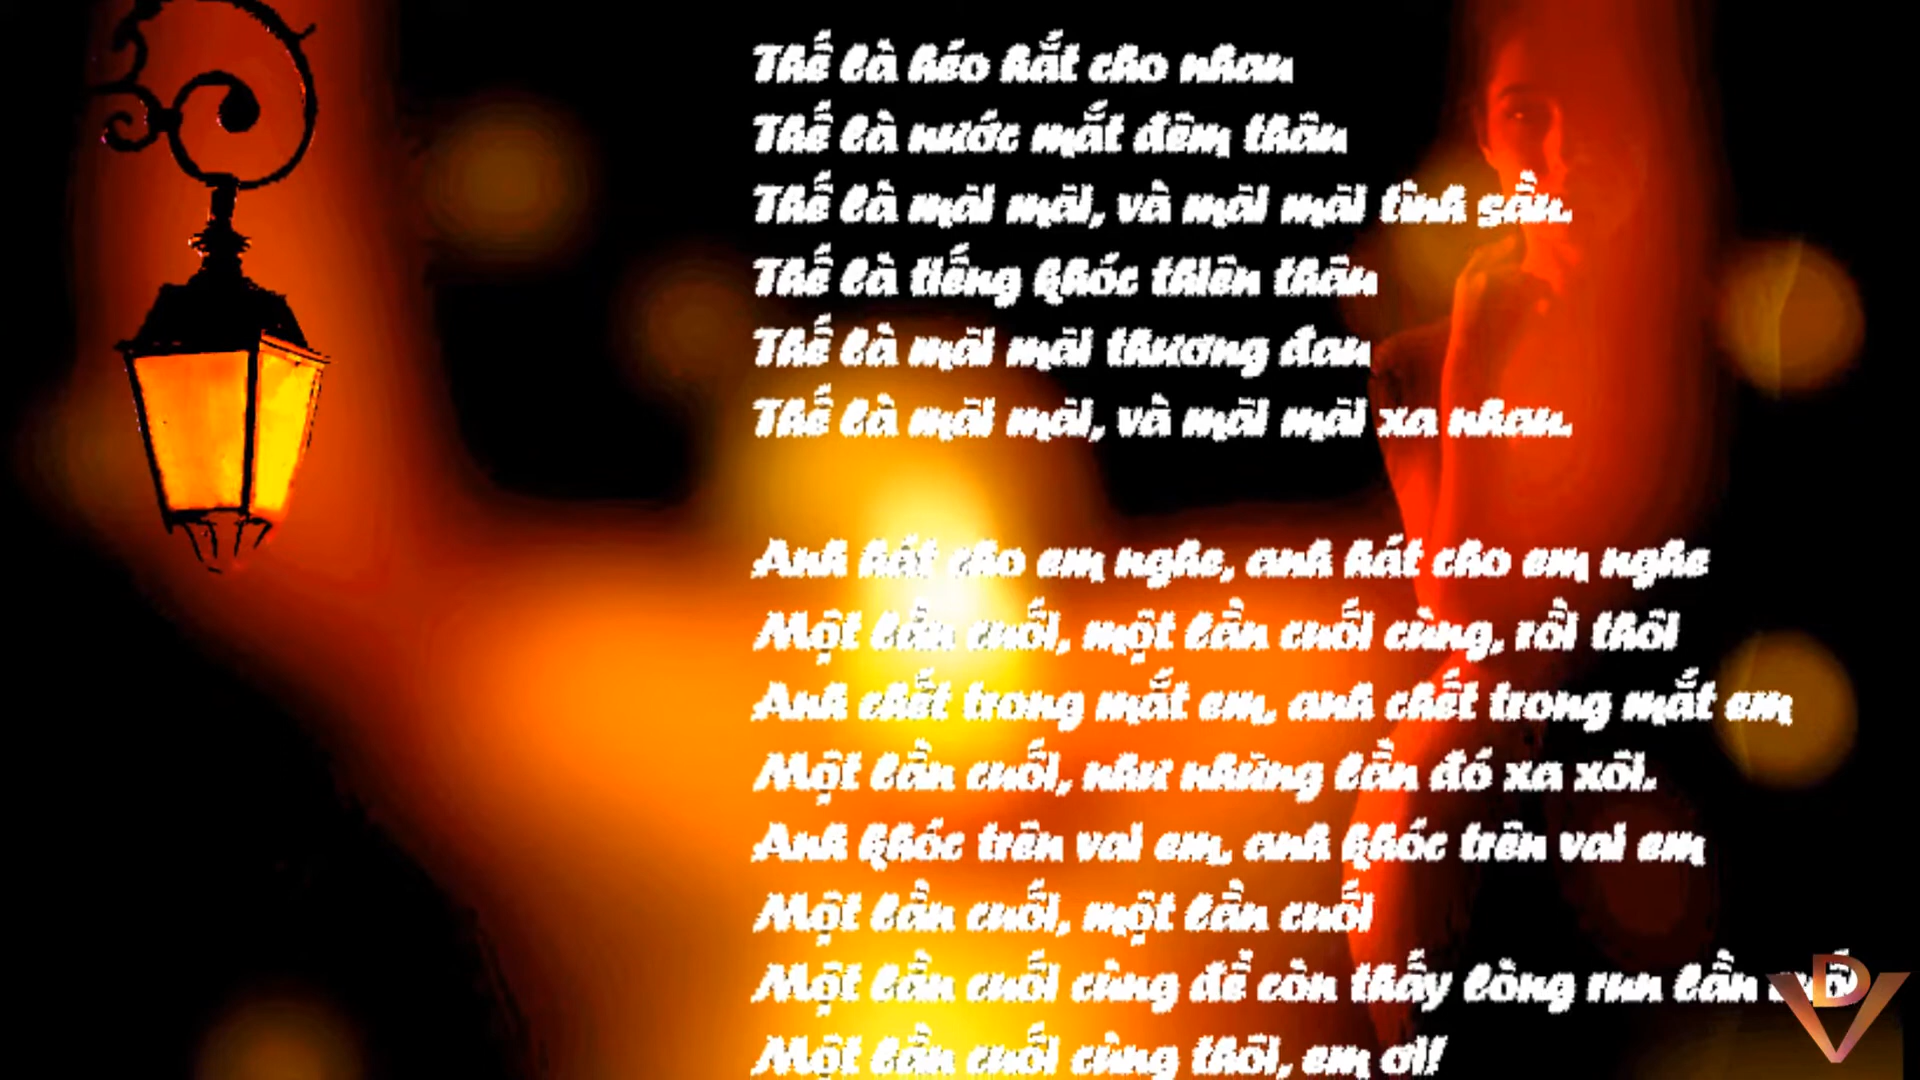 Thế là héo hắt cho nhau
Thế là nước mắt đêm thâu
Thế là mãi mãi, và mãi mãi tình sầu.
Thế là tiếng khóc thiên thâu
Thế là mãi mãi thương đau
Thế là mãi mãi, và mãi mãi xa nhau.
Anh hát cho em nghe, anh hát cho em nghe
Một lần cuối, một lần cuối cùng, rồi thôi
Anh chết trong mắt em, anh chết trong mắt em
Một lần cuối, như những lần đó xa xôi.
Anh khóc trên vai em, anh khóc trên vai em
Một lần cuối, một lần cuối
Một lần cuối cùng để còn thấy lòng run lần
Một lần cuối cùng thôi, em ơi!
DV